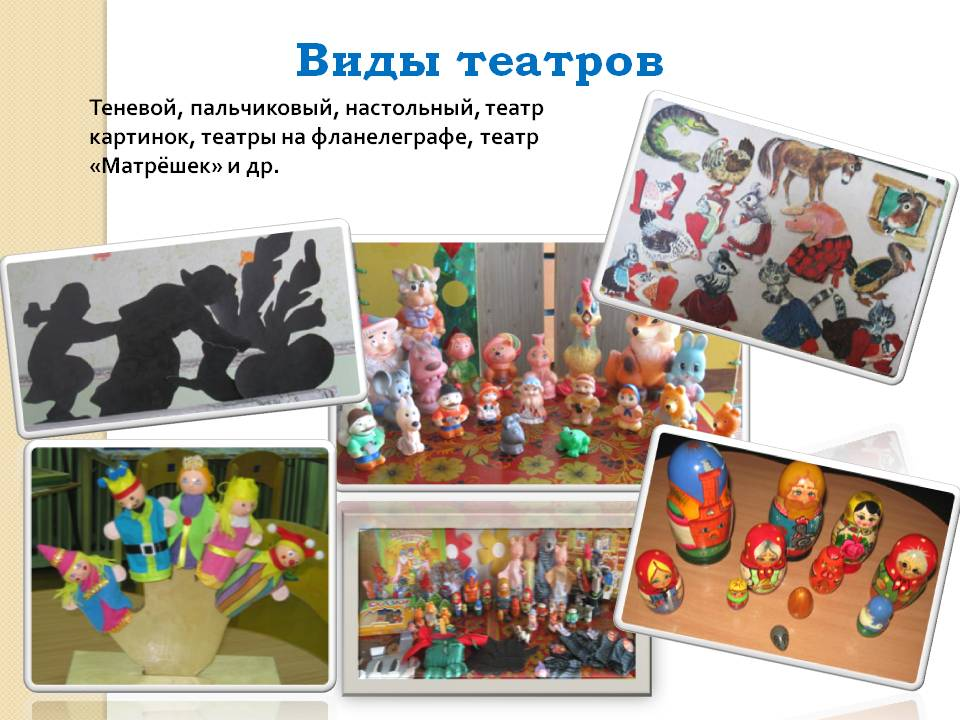 Виды театров
Теневой, пальчиковый, настольный, театр
картинок, театры на фланелеграфе, театр
«Матрёшек» и др.